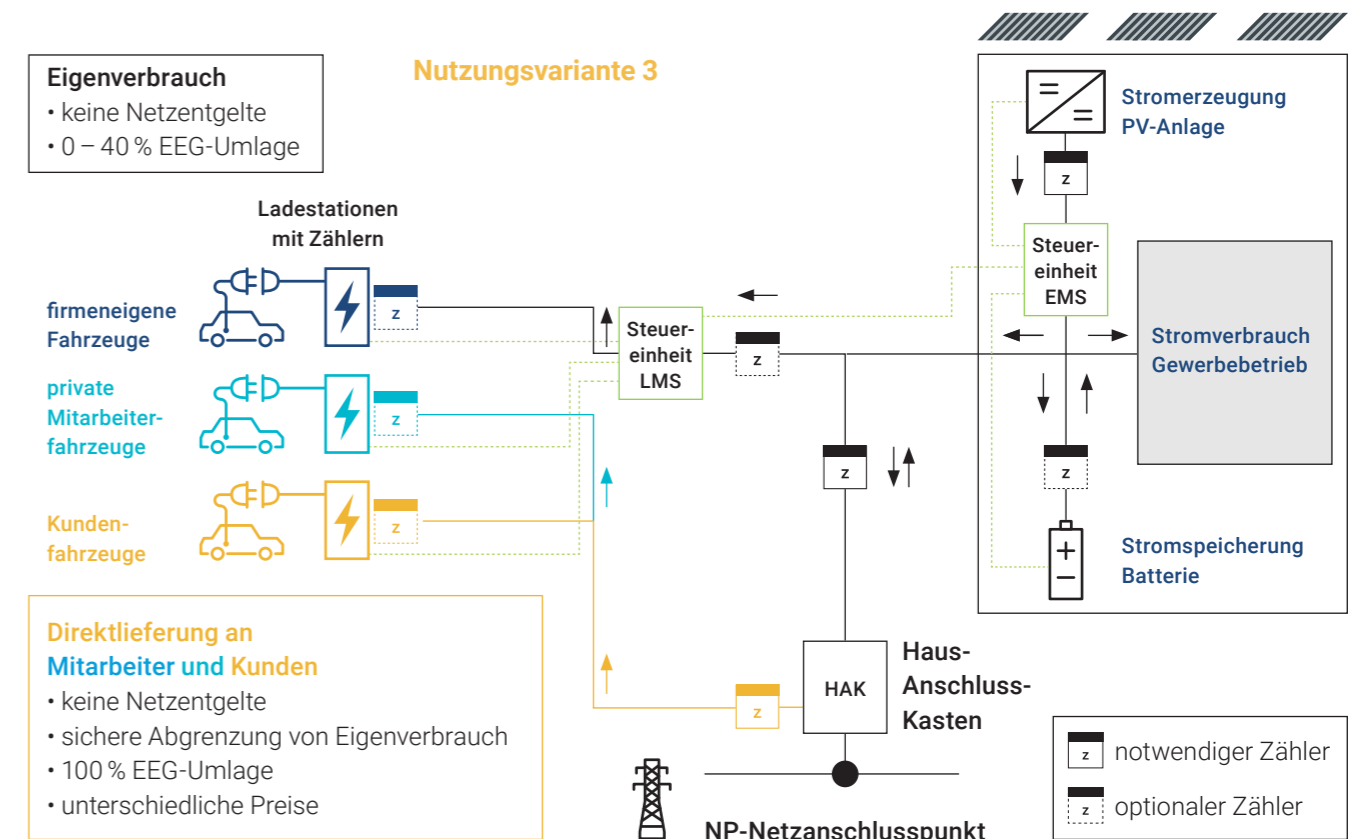 Nutzungsvariante 3
Eigenverbrauch
• keine Netzentgelte
• 0 – 40 % EEG-Umlage
Ladestationen
mit Zählern
firmeneigene
Fahrzeuge
z
private
Mitarbeiter-
fahrzeuge
z
Kunden-
fahrzeuge
z
Steuer-
einheit
LMS
z
Stromerzeugung
PV-Anlage
z
Steuer-
einheit
EMS
Stromverbrauch
Gewerbebetrieb
z
z
Stromspeicherung
Batterie
Direktlieferung an
Mitarbeiter und Kunden
• keine Netzentgelte
• sichere Abgrenzung von Eigenverbrauch
• 100 % EEG-Umlage
• unterschiedliche Preise
z
HAK
Haus-
Anschluss-
Kasten
NP-Netzanschlusspunkt
z notwendiger Zähler
z optionaler Zähler